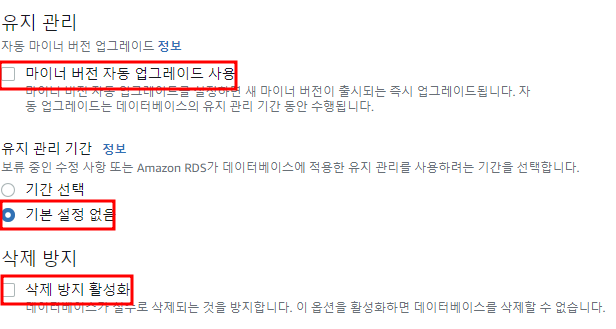 유지 관리
자동 마이너 버전 업그레이드 정보
마이너 버전 자동 업그레이드 사용
마이너 버전 자동 업그레이드를 설정하면 새 마이너 버전이 출시되는 즉시 업그레이드됩니다. 자
동 업그레이드는 데이터베이스의 유지 관리 기간 동안 수행됩니다.
유지 관리 기간 정보
보류 중인 수정 사항 또는 Amazon RDS가 데이터베이스에 적용한 유지 관리를 사용하려는 기간을 선택합니다.
기간 선택
기본 설정 없음
삭제 방지
삭제 방지 활성화
데이터베이스가 실수로 삭제되는 것을 방지합니다. 이 옵션을 활성화하면 데이터베이스를 삭제할 수 없습니다.